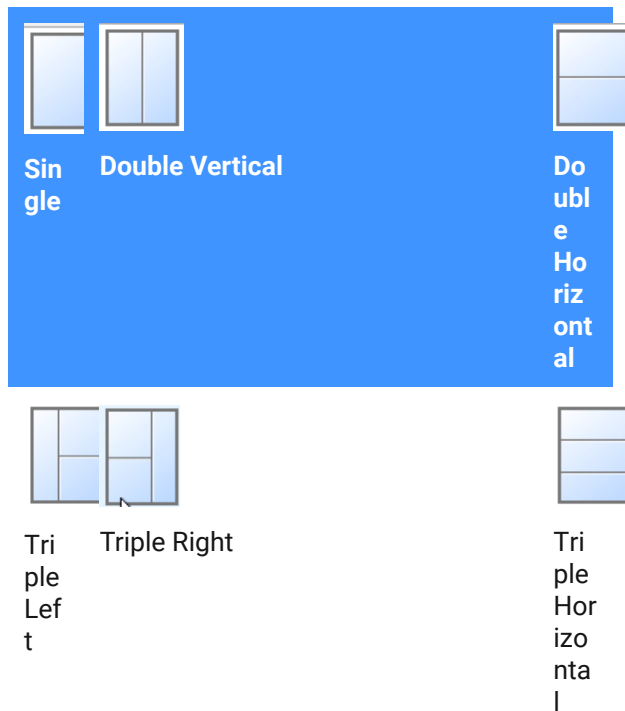 Sin
gle
Double Vertical
Do
ubl
e
Ho
riz
ont
al
Tri
ple
Lef
t
Triple Right
Tri
ple
Hor
izo
nta
l